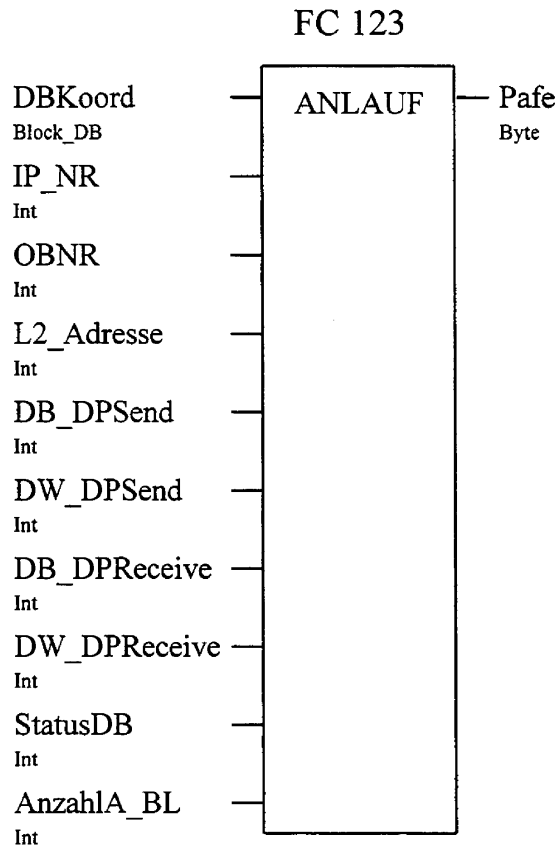 FC 123
DBKoord ANLAUF Pafe
Block_DB Byte
IP_NR
Int
OBNR
Int
L2_Adresse
Int
DB_DPSend
Int
DW_DPSend
Int
DB_DPReceive
Int
DW_DPReceive
Int
StatusDB
Int
AnzahlA_BL
Int